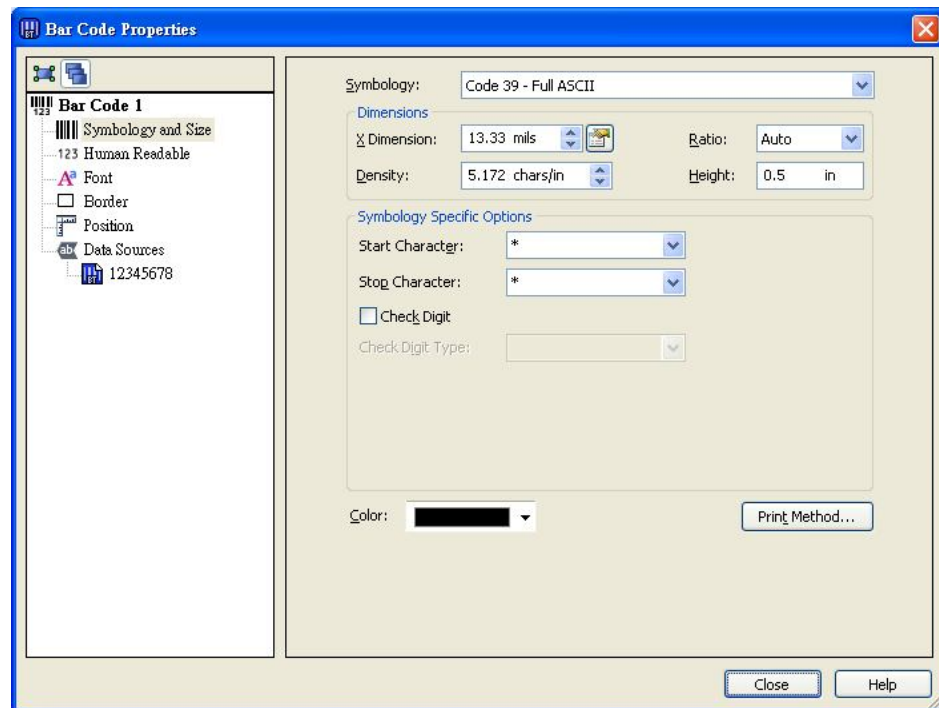 Bar Code Properties
Bar Code 1
Symbology and Size
Human Readable
Font
Border
Position
Data Sources
12345678
Symbology: Code 39 - Full ASCII
Dimensions
X Dimension: 13.33 mils Ratio: Auto
Density: 5.172 chars/in Height: 0.5 in
Symbology Specific Options
Start Character: *
Stop Character: *
Check Digit
Check Digit Type:
Color: Print Method...
Close Help